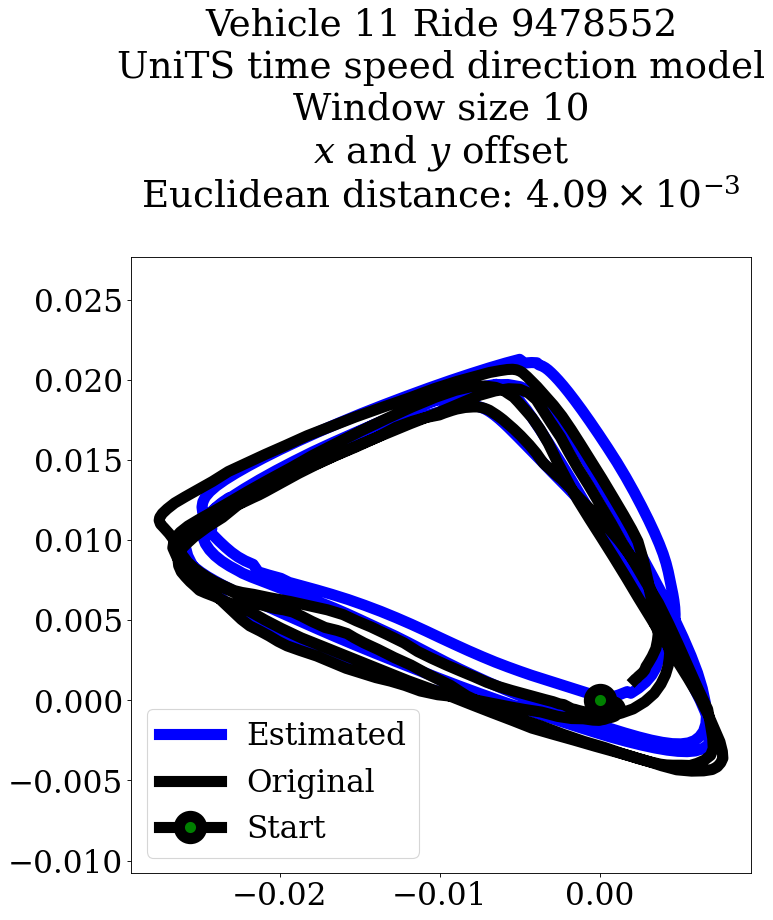 Vehicle 11 Ride 9478552
UniTS time speed direction model
Window size 10
x and y offset
Euclidean distance: 4.09 × 10⁻³
0.025
0.020
0.015
0.010
0.005
0.000
−0.005
−0.010
Estimated
Original
Start
−0.02 −0.01 0.00